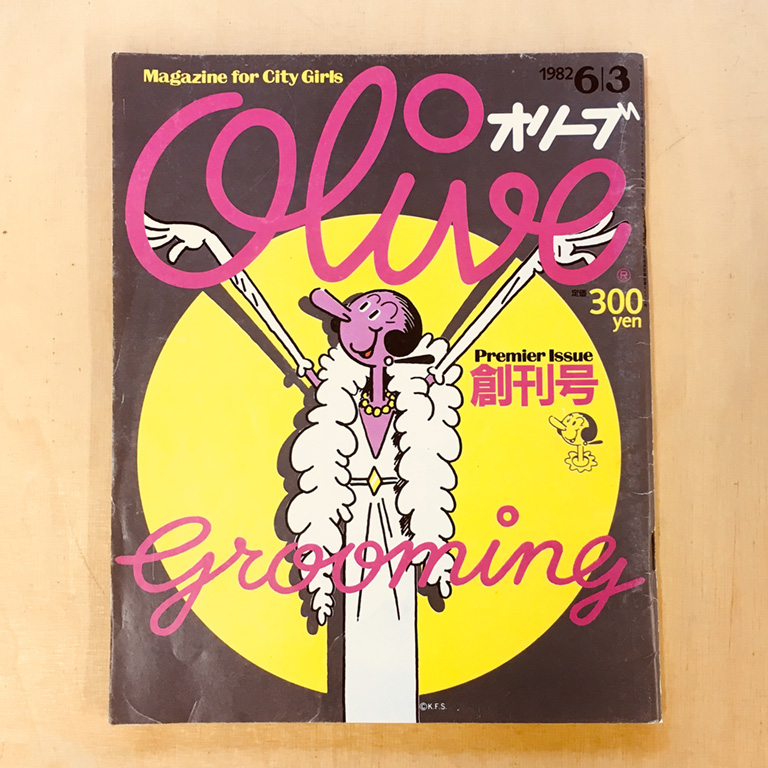 Magazine for City Girls
1982 6|3
Olive
オリーブ
®
定価
300
yen
Premier Issue
創刊号
Grooming
©K.F.S.